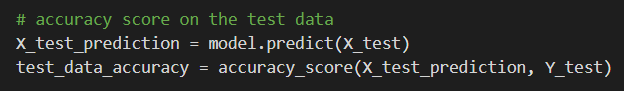 # accuracy score on the test data
X_test_prediction = model.predict(X_test)
test_data_accuracy = accuracy_score(X_test_prediction, Y_test)